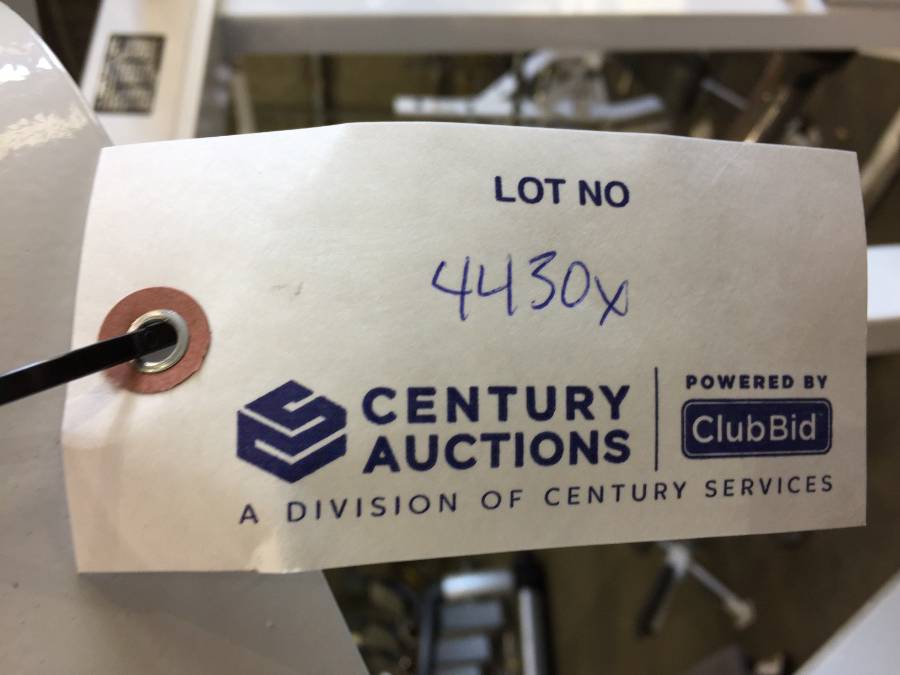 LOT NO
4430x
CENTURY
AUCTIONS
POWERED BY
ClubBid
A DIVISION OF CENTURY SERVICES